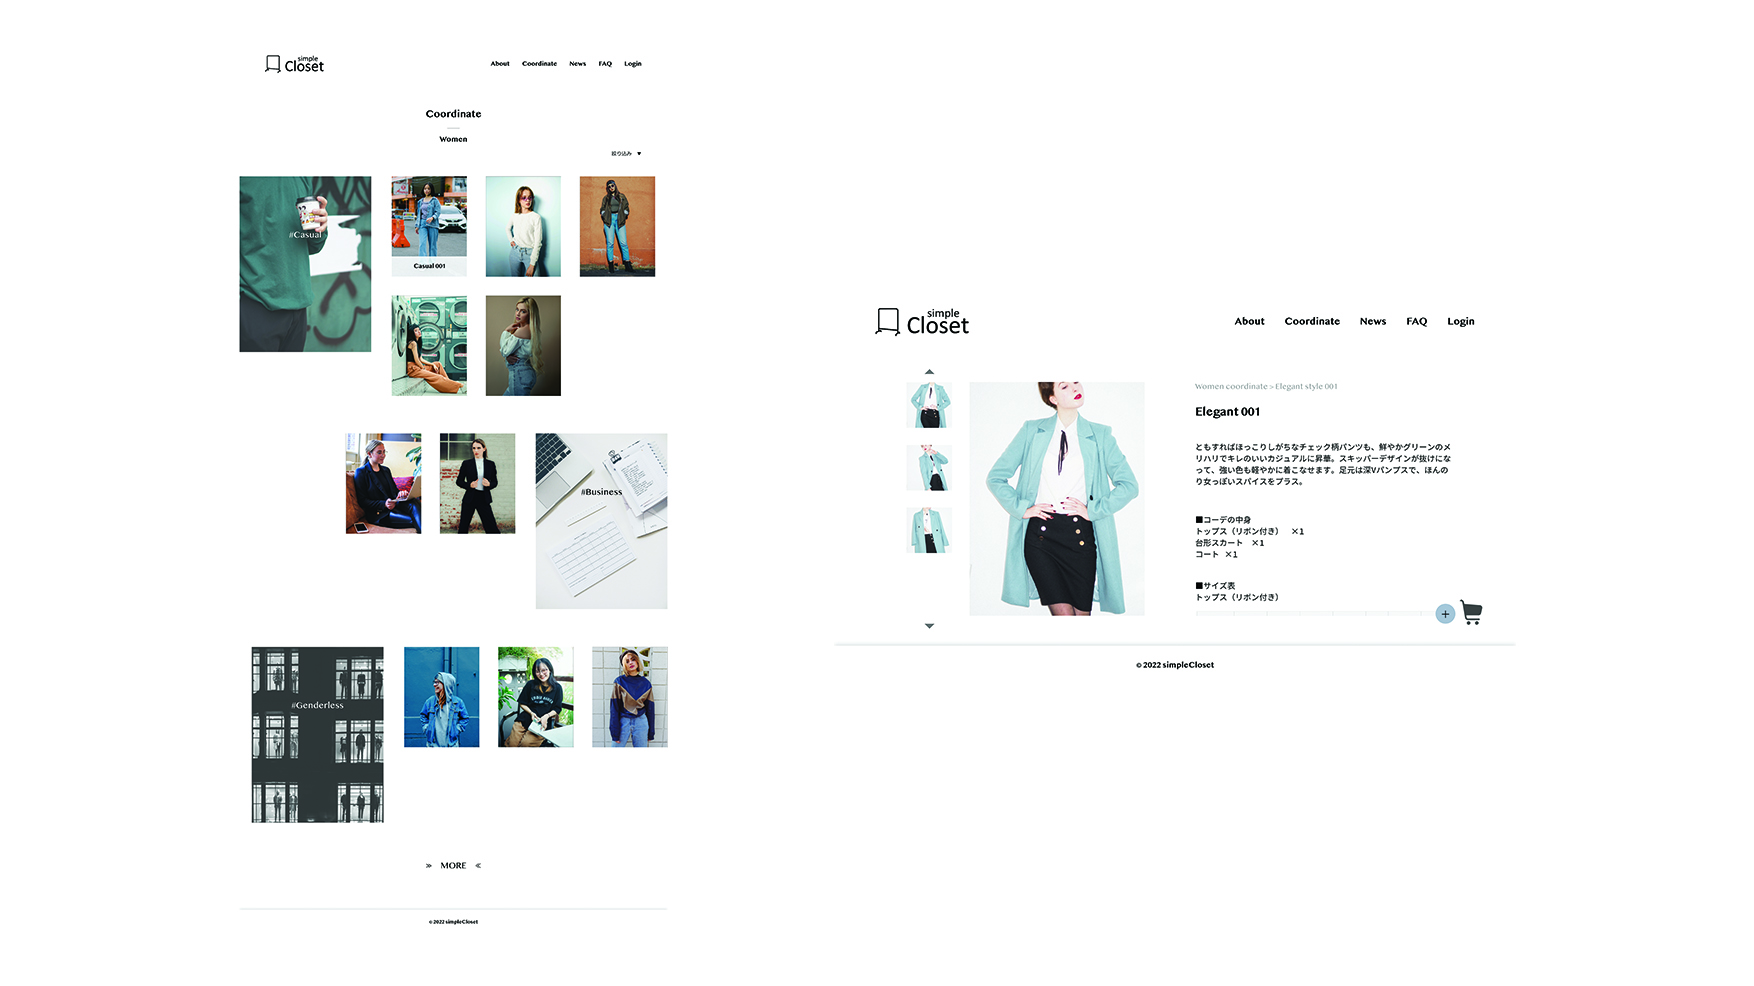 simple
Closet
About Coordinate News FAQ Login
Coordinate
Women
絞り込み ▼
#Casual
Casual 001
#Business
#Genderless
» MORE «
© 2022 simpleCloset
simple
Closet
About Coordinate News FAQ Login
Women coordinate > Elegant style 001
Elegant 001
ともすればほっこりしがちなチェック柄パンツも、鮮やかグリーンのメ
リハリでキレのいいカジュアルに昇華。スキッパーデザインが抜けにな
って、強い色も軽やかに着こなせます。足元は深Vパンプスで、ほんの
り女っぽいスパイスをプラス。
■コーデの中身
トップス（リボン付き） ×1
台形スカート ×1
コート ×1
■サイズ表
トップス（リボン付き）
+
© 2022 simpleCloset